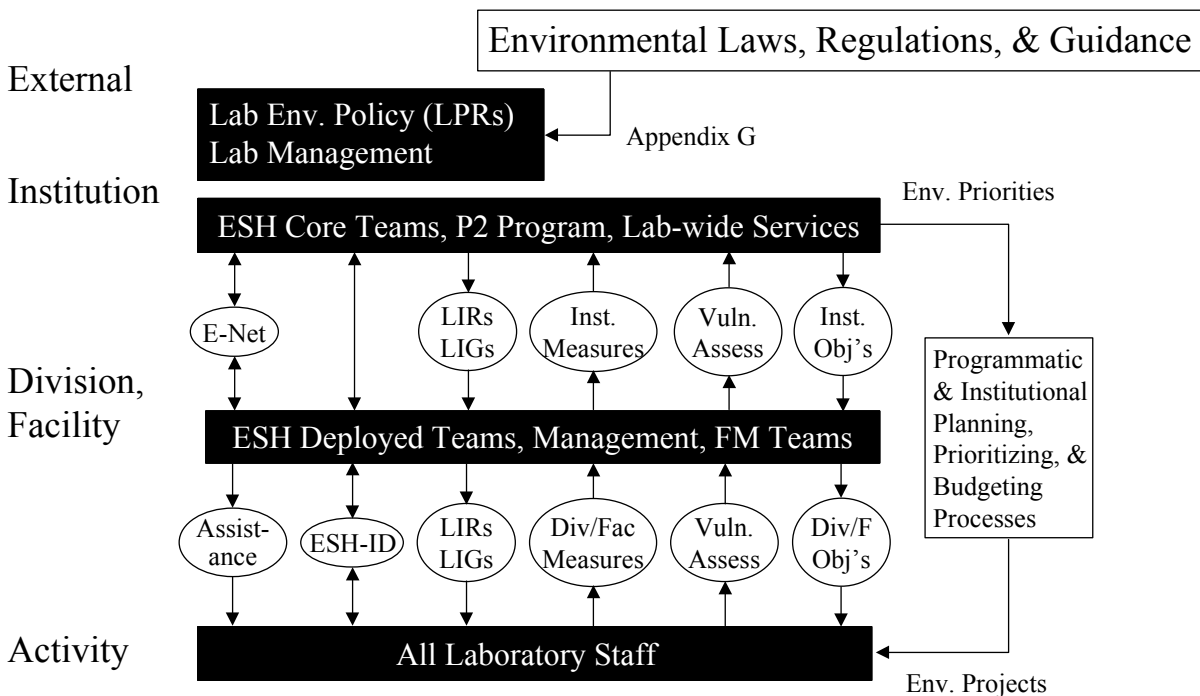 Environmental Laws, Regulations, & Guidance
External
Lab Env. Policy (LPRs)
Lab Management
Appendix G
Institution
Env. Priorities
ESH Core Teams, P2 Program, Lab-wide Services
E-Net
LIRs
LIGs
Inst.
Measures
Vuln.
Assess
Inst.
Obj’s
Programmatic
& Institutional
Planning,
Prioritizing, &
Budgeting
Processes
Division,
Facility
ESH Deployed Teams, Management, FM Teams
Assist-
ance
ESH-ID
LIRs
LIGs
Div/Fac
Measures
Vuln.
Assess
Div/F
Obj’s
Activity
All Laboratory Staff
Env. Projects